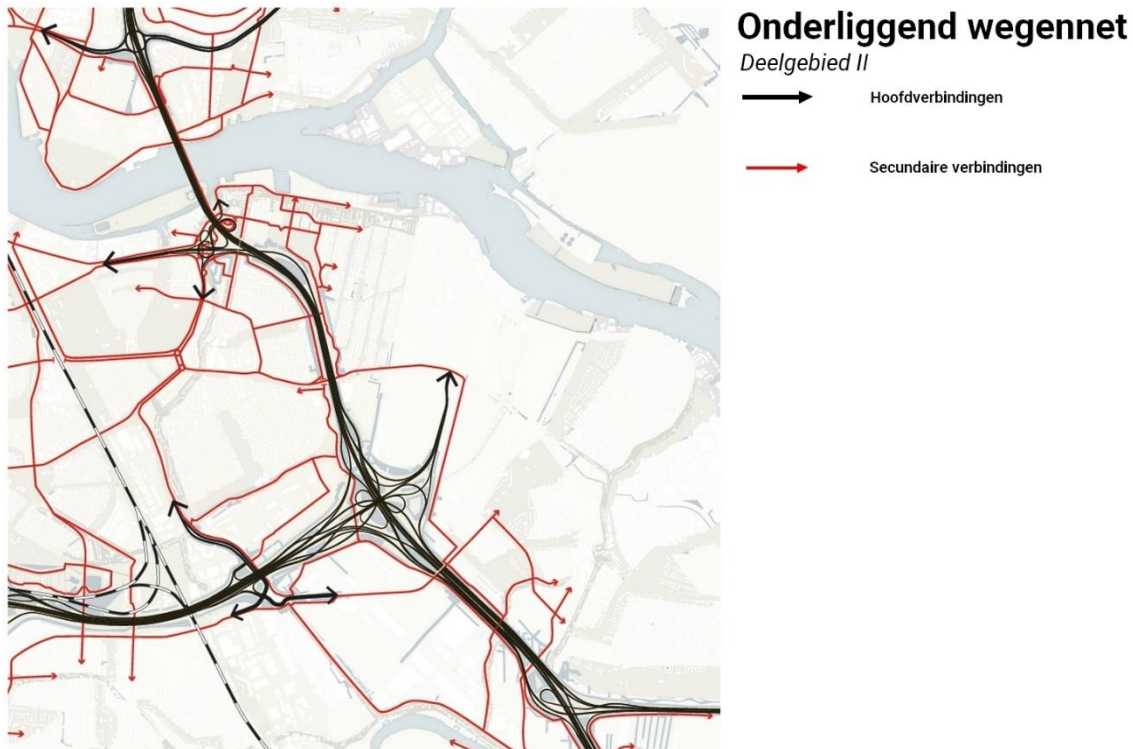 Onderliggend wegennet
Deelgebied II
Hoofdverbindingen
Secundaire verbindingen